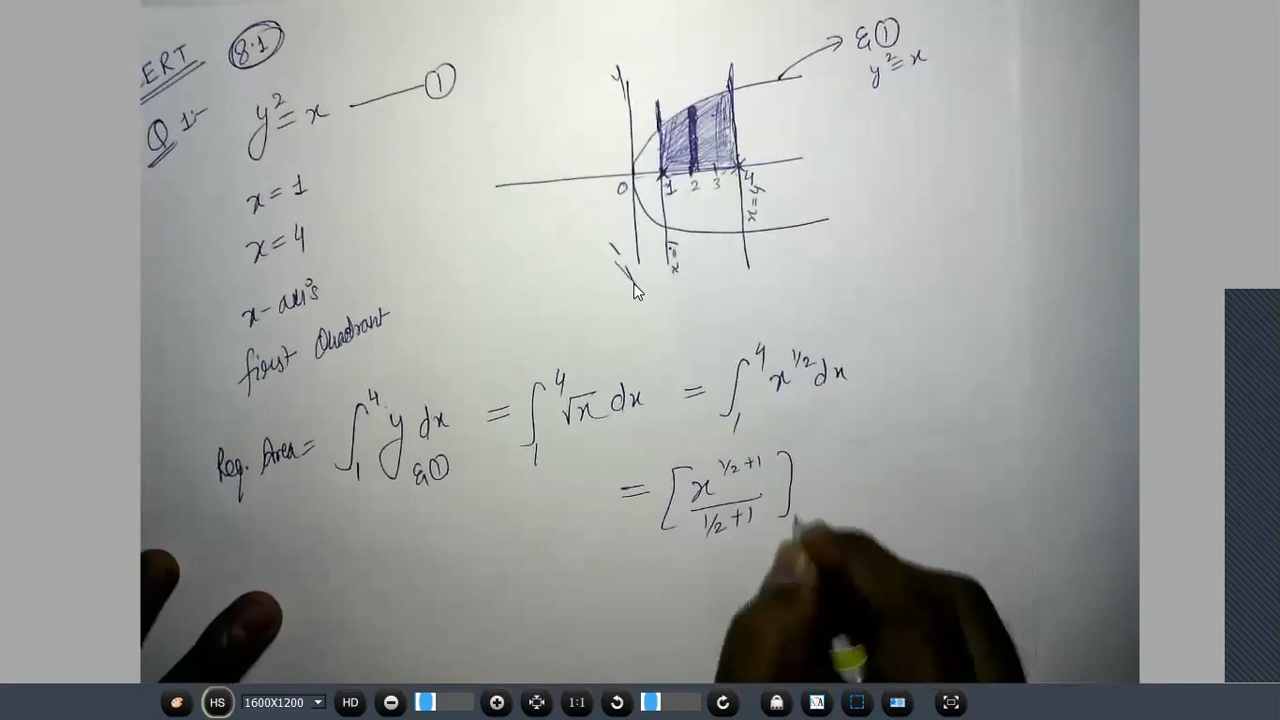 ERT 8.1
Q 1:- y² = x ①
x = 1
x = 4
x-axis
first Quadrant
Eq ①
y² = x
y
0 1 2 3 4
x=1
x=4
Req. Area = ∫₁⁴ y dx = ∫₁⁴ √x dx = ∫₁⁴ x^1/2 dx
Eq ①
= [x^1/2+1 / 1/2+1]
HS 1600X1200 HD 1:1